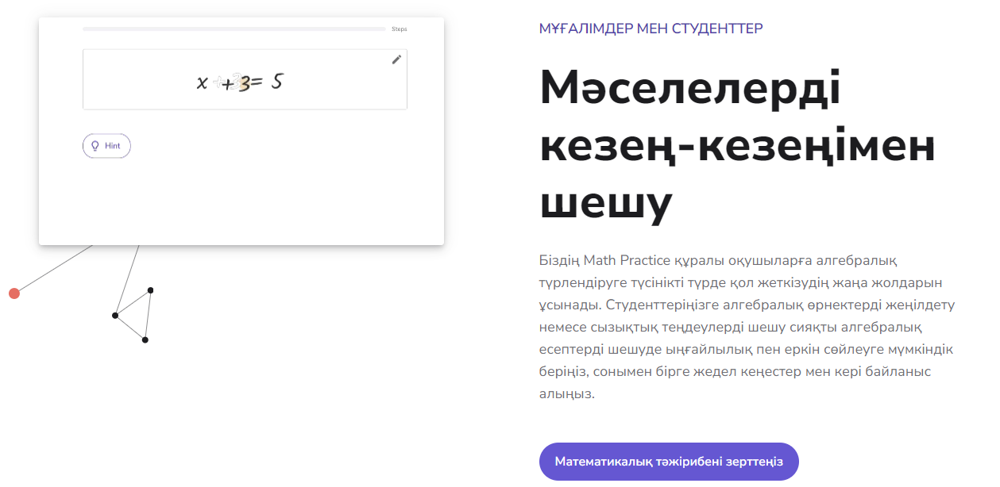 Steps
x + 3 = 5
Hint
МҰҒАЛІМДЕР МЕН СТУДЕНТТЕР
Мәселелерді
кезең-кезеңімен
шешу
Біздің Math Practice құралы оқушыларға алгебралық
түрлендіруге түсінікті түрде қол жеткізудің жаңа жолдарын
ұсынады. Студенттеріңізге алгебралық өрнектерді жеңілдету
немесе сызықтық теңдеулерді шешу сияқты алгебралық
есептерді шешуде ыңғайлылық пен еркін сөйлеуге мүмкіндік
беріңіз, сонымен бірге жедел кеңестер мен кері байланыс
алыңыз.
Математикалық тәжірибені зерттеңіз